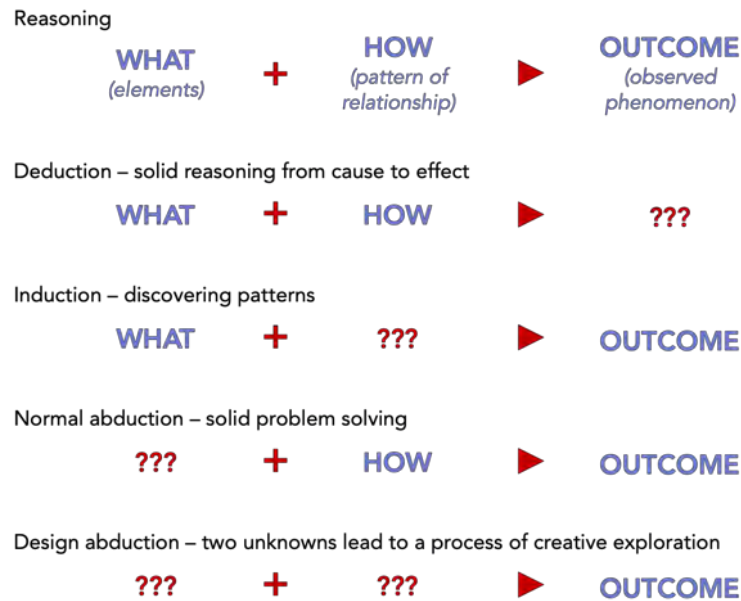 Reasoning
WHAT + HOW ▶ OUTCOME
(elements) (pattern of (observed
relationship) phenomenon)
Deduction – solid reasoning from cause to effect
WHAT + HOW ▶ ???
Induction – discovering patterns
WHAT + ??? ▶ OUTCOME
Normal abduction – solid problem solving
??? + HOW ▶ OUTCOME
Design abduction – two unknowns lead to a process of creative exploration
??? + ??? ▶ OUTCOME